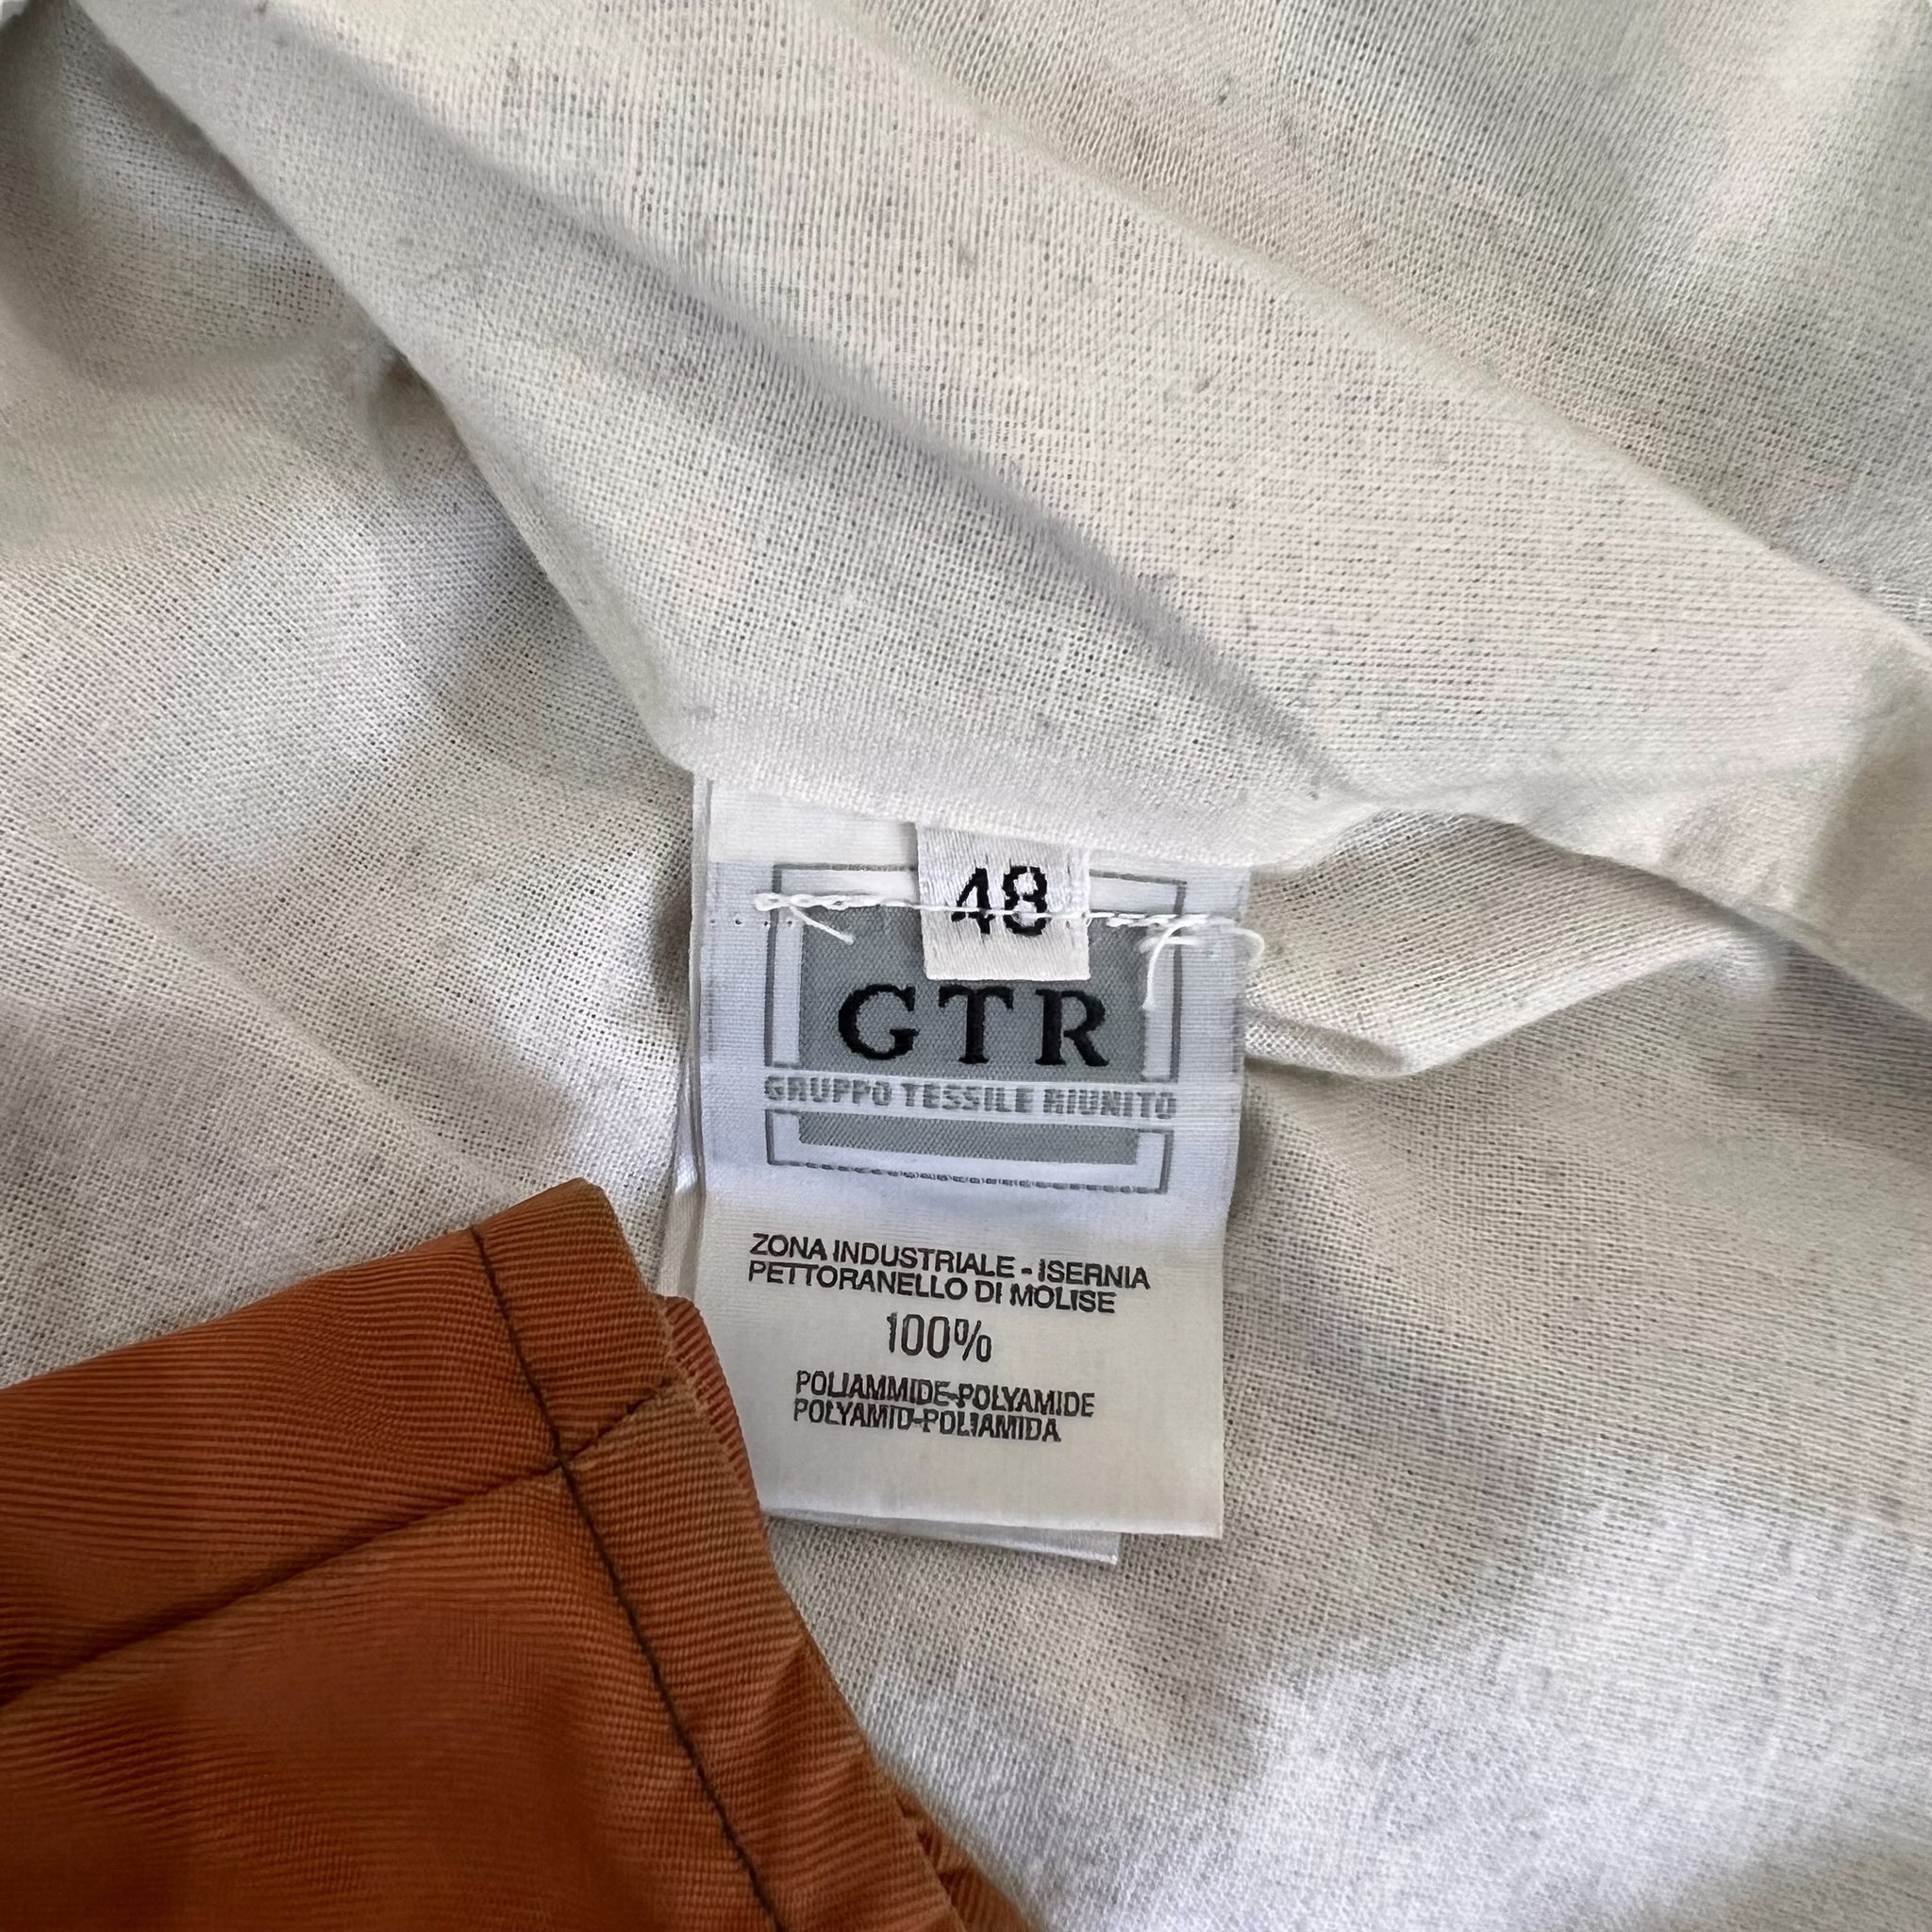 48
GTR
GRUPPO TESSILE RIUNITO
ZONA INDUSTRIALE - ISERNIA
PETTORANELLO DI MOLISE
100%
POLIAMMIDE-POLYAMIDE
POLYAMID-POLIAMIDA